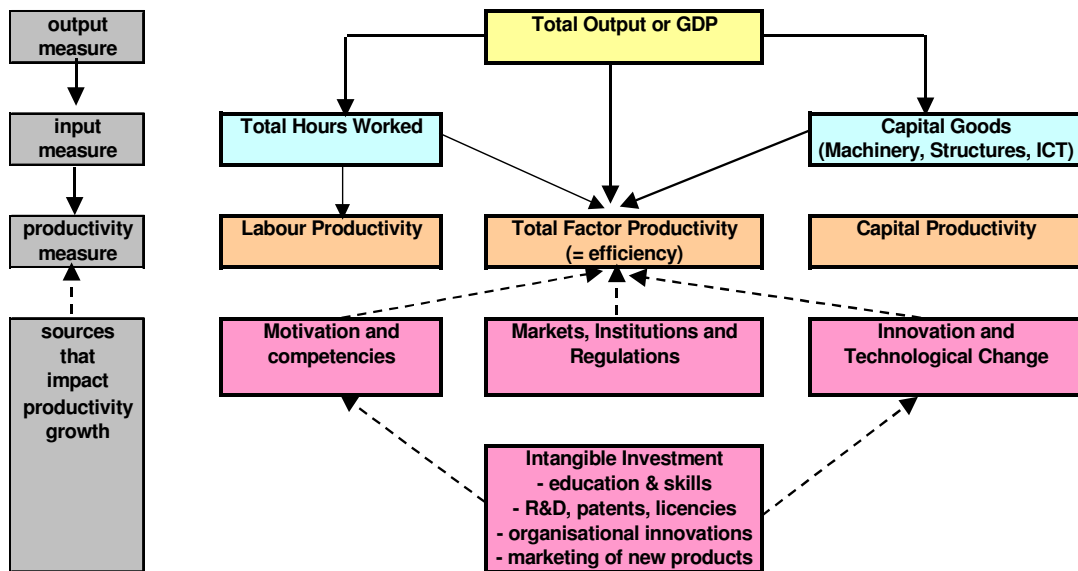 output
measure
Total Output or GDP
input
measure
Total Hours Worked
Capital Goods
(Machinery, Structures, ICT)
productivity
measure
Labour Productivity
Total Factor Productivity
(= efficiency)
Capital Productivity
sources
that
impact
productivity
growth
Motivation and
competencies
Markets, Institutions and
Regulations
Innovation and
Technological Change
Intangible Investment
- education & skills
- R&D, patents, licencies
- organisational innovations
- marketing of new products